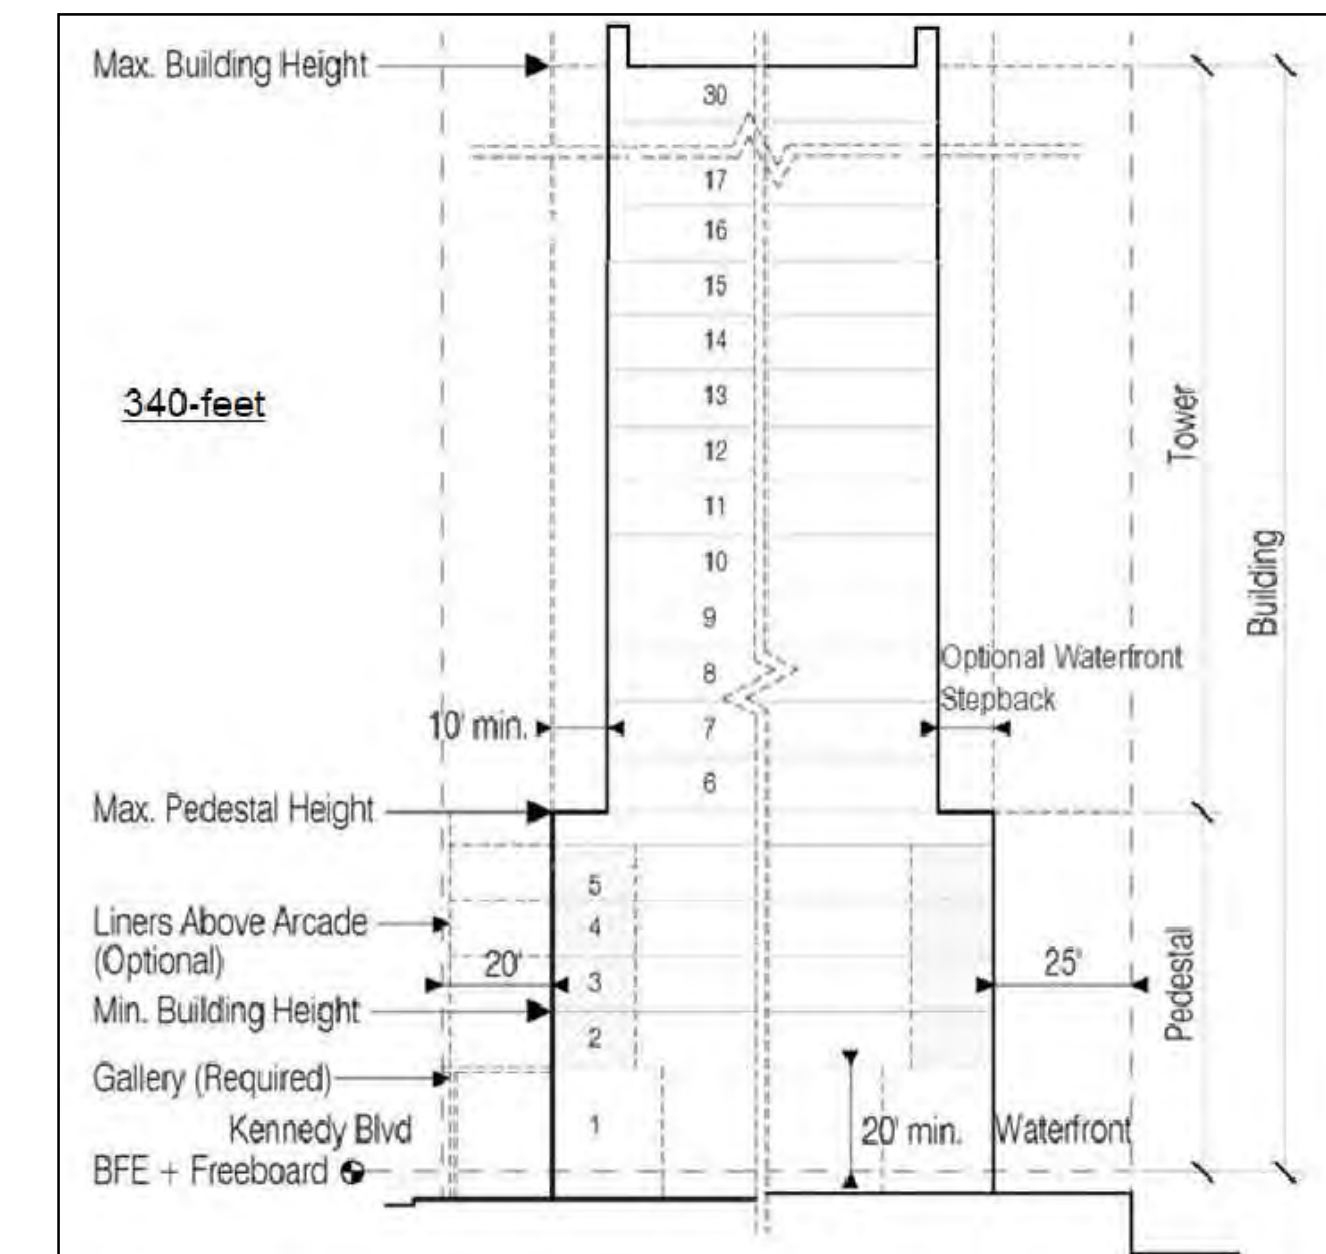 Max. Building Height
30
17
16
15
14
13
340-feet
12
11
10
9
8
7
6
Tower
Building
Optional Waterfront
Stepback
10' min.
Max. Pedestal Height
5
4
3
2
1
Liners Above Arcade
(Optional)
20'
25'
Pedestal
Min. Building Height
Gallery (Required)
Kennedy Blvd
20' min.
Waterfront
BFE + Freeboard